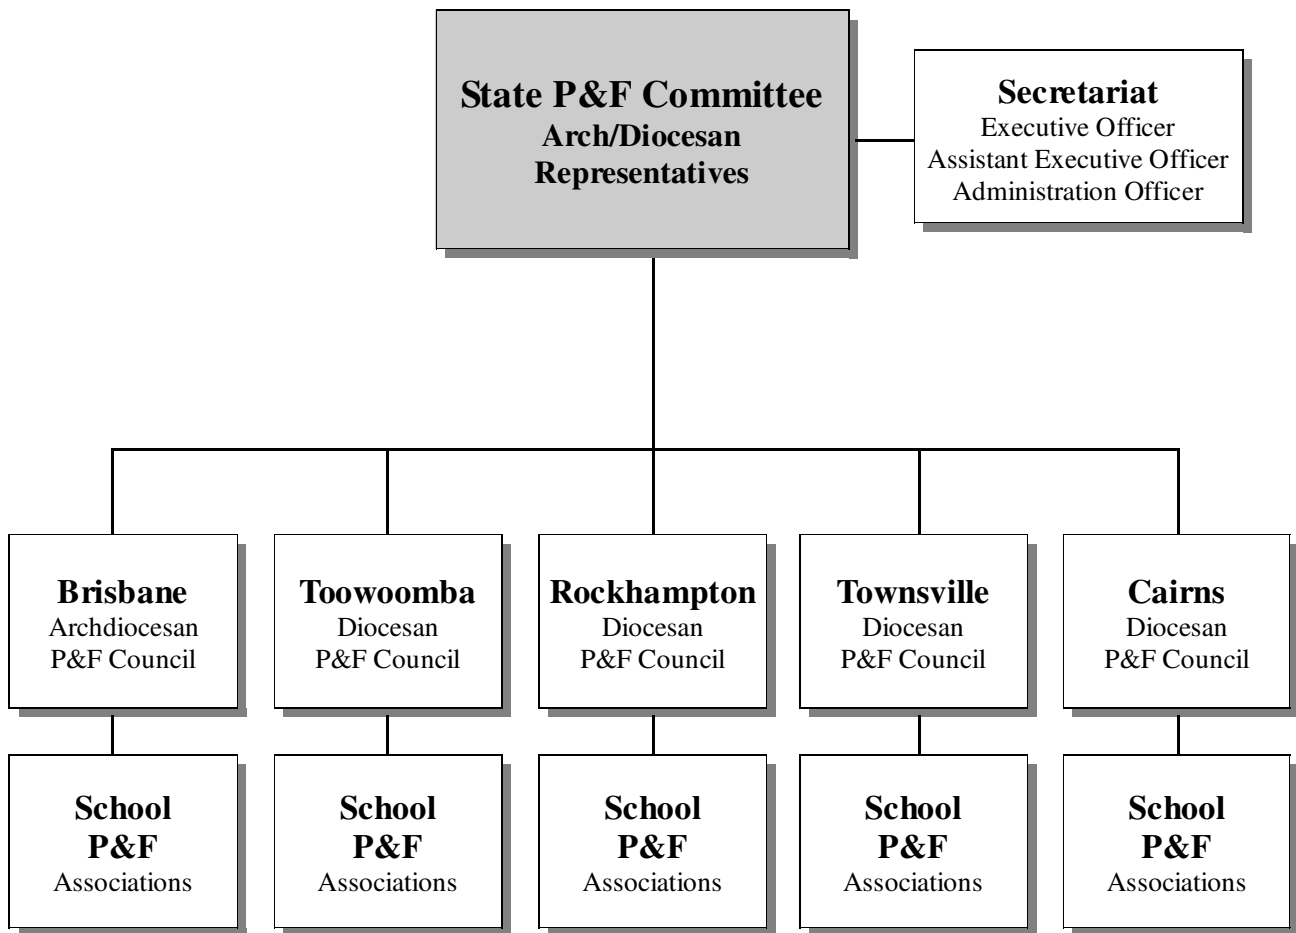 State P&F Committee
Arch/Diocesan
Representatives
Secretariat
Executive Officer
Assistant Executive Officer
Administration Officer
Brisbane
Archdiocesan
P&F Council
Toowoomba
Diocesan
P&F Council
Rockhampton
Diocesan
P&F Council
Townsville
Diocesan
P&F Council
Cairns
Diocesan
P&F Council
School
P&F
Associations
School
P&F
Associations
School
P&F
Associations
School
P&F
Associations
School
P&F
Associations